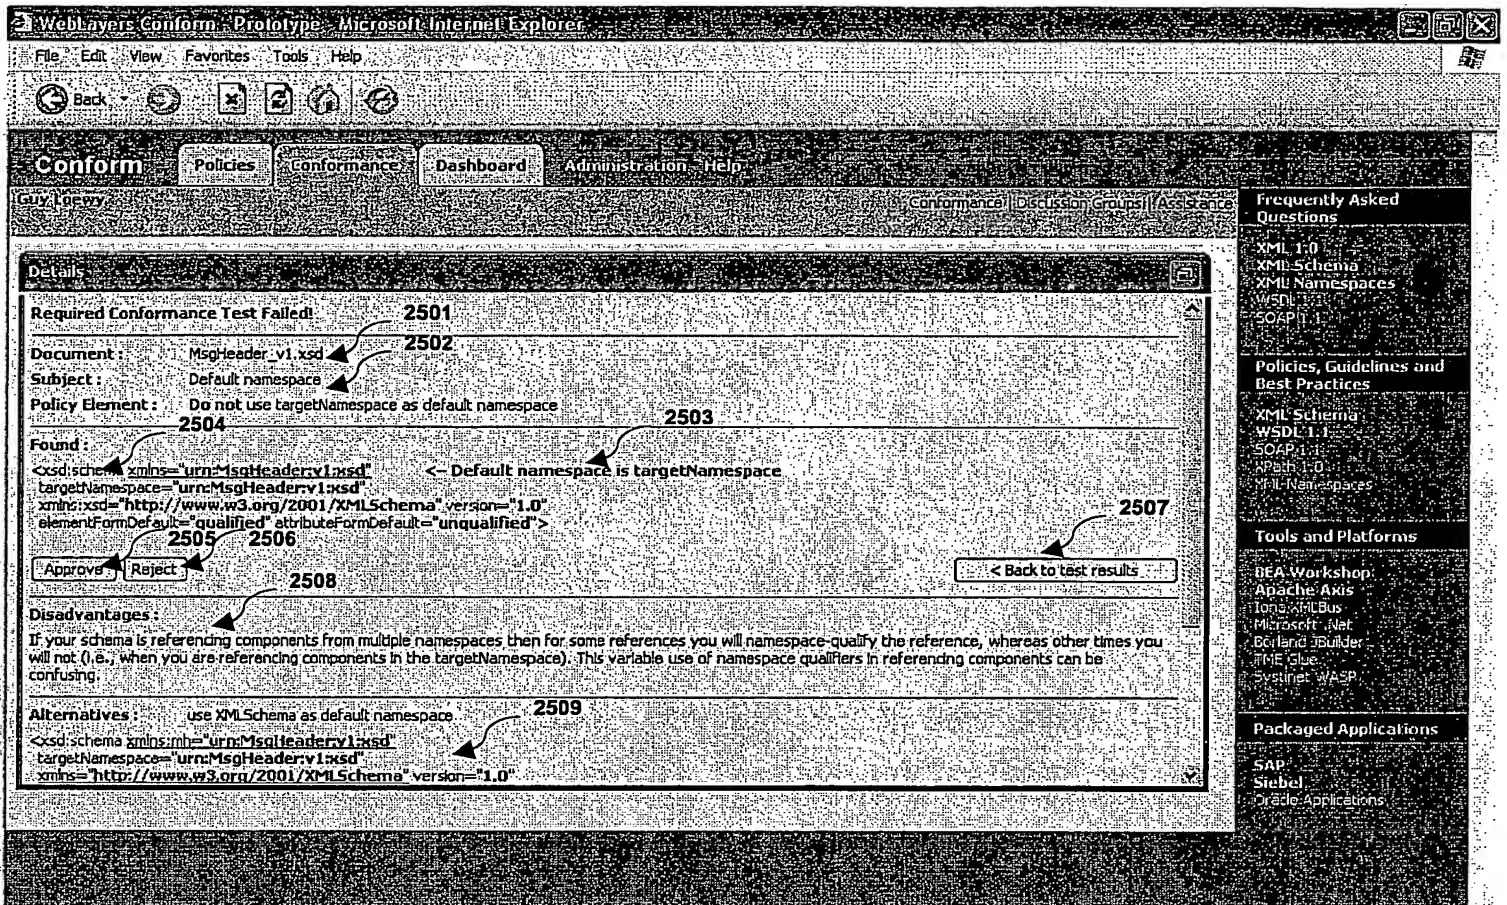 WebLayers Conform - Prototype - Microsoft Internet Explorer
File Edit View Favorites Tools Help
Back
Conform Policies Conformance Dashboard Administration Help
Guy Loewy Conformance | Discussion Groups | Assistance
Details
Required Conformance Test Failed! 2501
Document : MsgHeader_v1.xsd 2502
Subject : Default namespace
Policy Element : Do not use targetNamespace as default namespace
2504 2503
Found :
<xsd:schema xmlns="urn:MsgHeader:v1:xsd" <- Default namespace is targetNamespace
targetNamespace="urn:MsgHeader:v1:xsd"
xmlns:xsd="http://www.w3.org/2001/XMLSchema" version="1.0"
elementFormDefault="qualified" attributeFormDefault="unqualified">
2505 2506 2507
Approve Reject < Back to test results
2508
Disadvantages :
If your schema is referencing components from multiple namespaces then for some references you will namespace-qualify the reference, whereas other times you
will not (i.e., when you are referencing components in the targetNamespace). This variable use of namespace qualifiers in referencing components can be
confusing.
Alternatives : use XMLSchema as default namespace 2509
<xsd:schema xmlns:mh="urn:MsgHeader:v1:xsd"
targetNamespace="urn:MsgHeader:v1:xsd"
xmlns="http://www.w3.org/2001/XMLSchema" version="1.0"
Frequently Asked
Questions
XML 1.0
XML Schema
XML Namespaces
WSDL
SOAP 1.1
Policies, Guidelines and
Best Practices
XML Schema
WSDL 1.1
SOAP 1.1
XPath 1.0
XML Namespaces
Tools and Platforms
BEA Workshop
Apache Axis
Iona XMLBus
Microsoft .Net
Borland JBuilder
TME Glue
Systinet WASP
Packaged Applications
SAP
Siebel
Oracle Applications